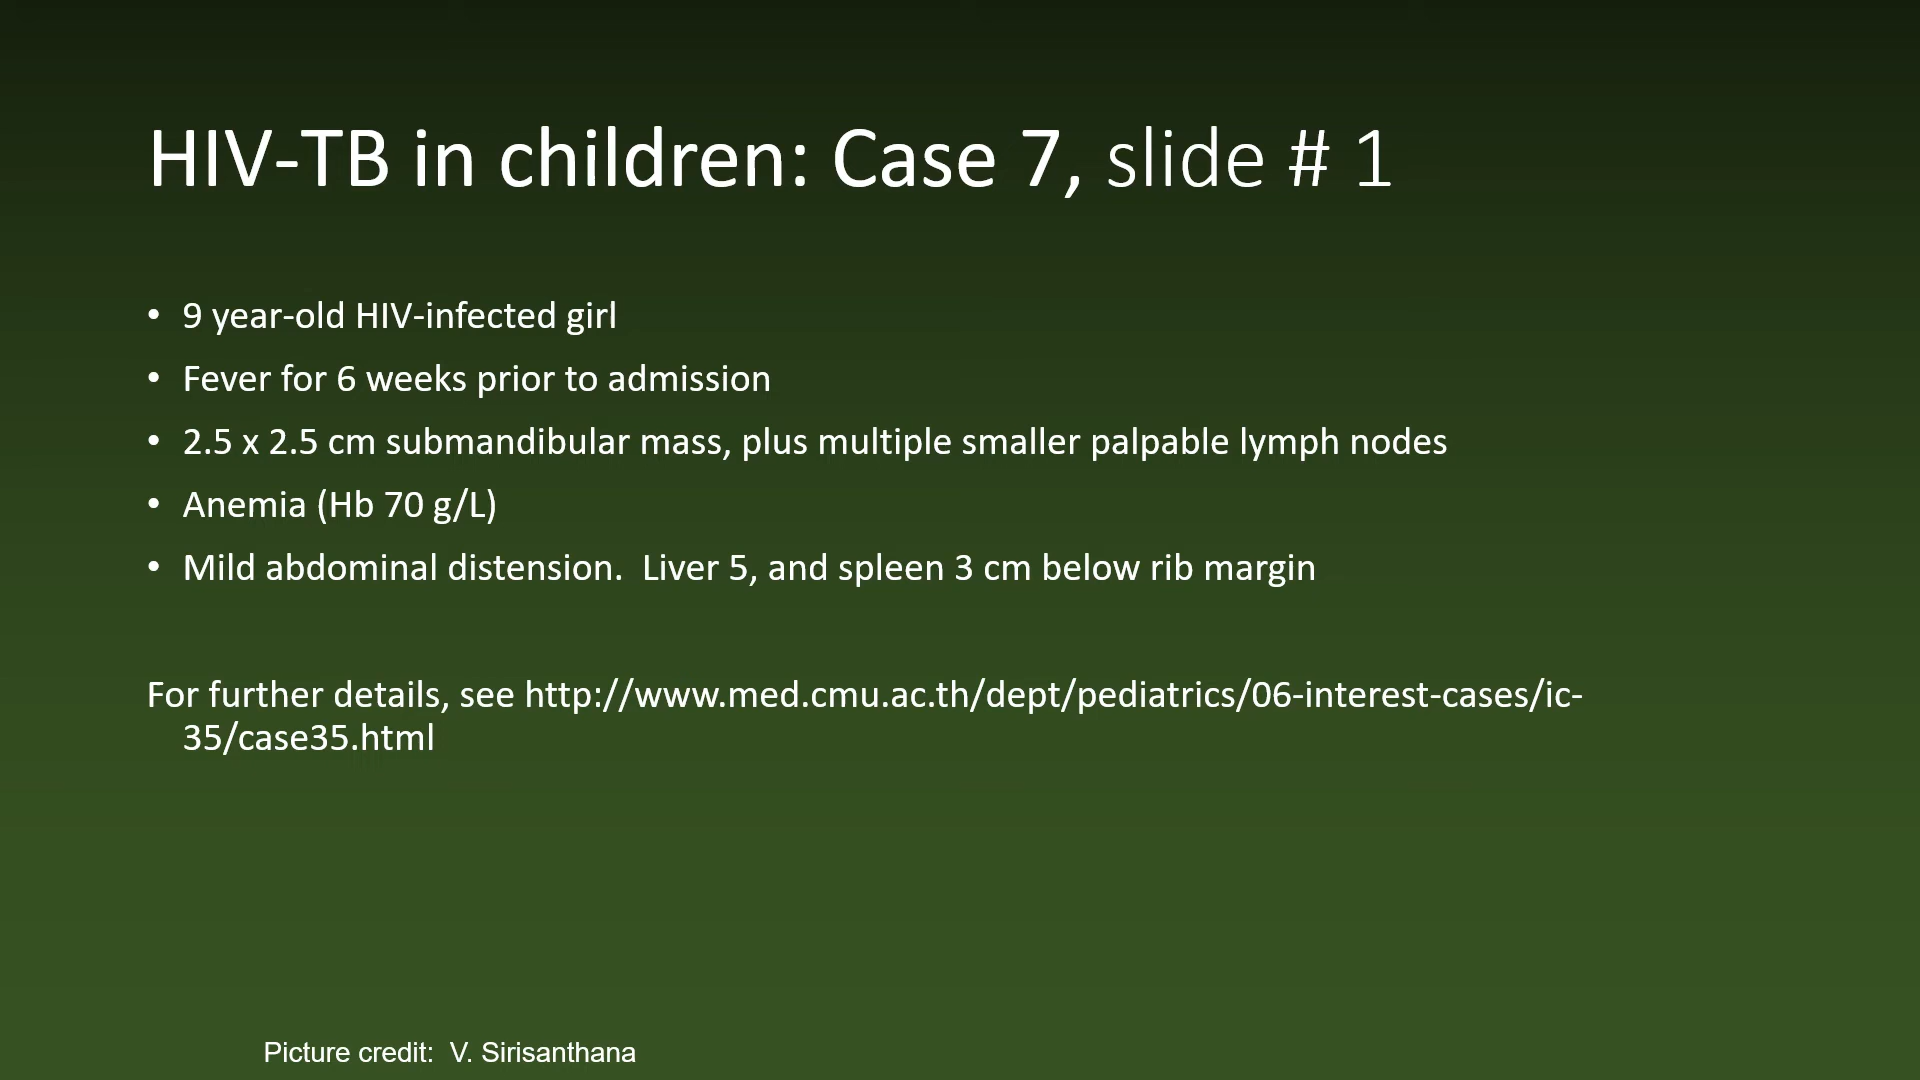 HIV-TB in children: Case 7, slide # 1
• 9 year-old HIV-infected girl
• Fever for 6 weeks prior to admission
• 2.5 x 2.5 cm submandibular mass, plus multiple smaller palpable lymph nodes
• Anemia (Hb 70 g/L)
• Mild abdominal distension.  Liver 5, and spleen 3 cm below rib margin
For further details, see http://www.med.cmu.ac.th/dept/pediatrics/06-interest-cases/ic-
35/case35.html
Picture credit:  V. Sirisanthana